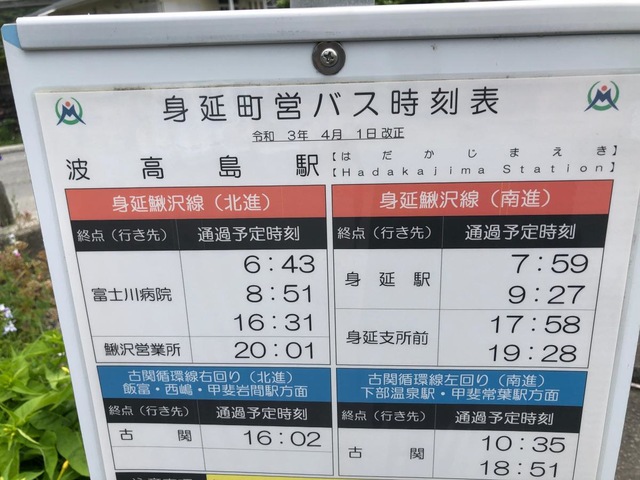 身延町営バス時刻表
令和 3年 4月 1日 改正
波高島駅
【はだかじまえき】
【Hadakajima Station】
身延鰍沢線(北進)
終点(行き先) 通過予定時刻
富士川病院
6:43
8:51
16:31
鰍沢営業所 20:01
身延鰍沢線(南進)
終点(行き先) 通過予定時刻
身延駅
7:59
9:27
身延支所前
17:58
19:28
古関循環線右回り(北進)
飯富・西嶋・甲斐岩間駅方面
終点(行き先) 通過予定時刻
古関 16:02
古関循環線左回り(南進)
下部温泉駅・甲斐常葉駅方面
終点(行き先) 通過予定時刻
古関
10:35
18:51